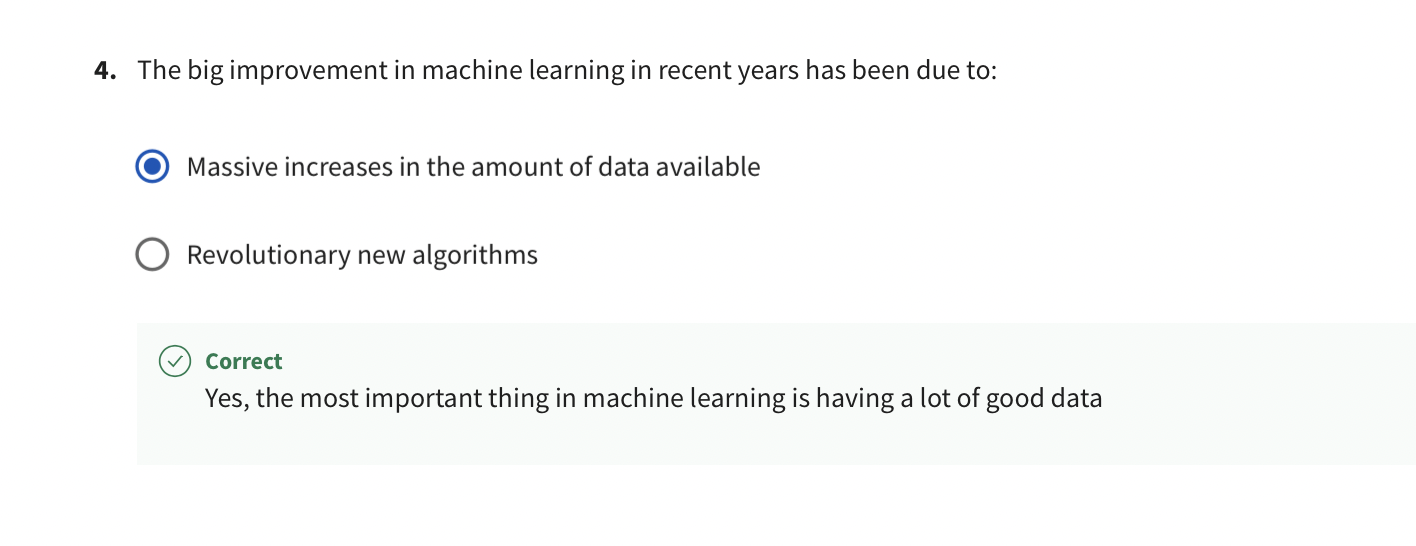 4. The big improvement in machine learning in recent years has been due to:
Massive increases in the amount of data available
Revolutionary new algorithms
Correct
Yes, the most important thing in machine learning is having a lot of good data